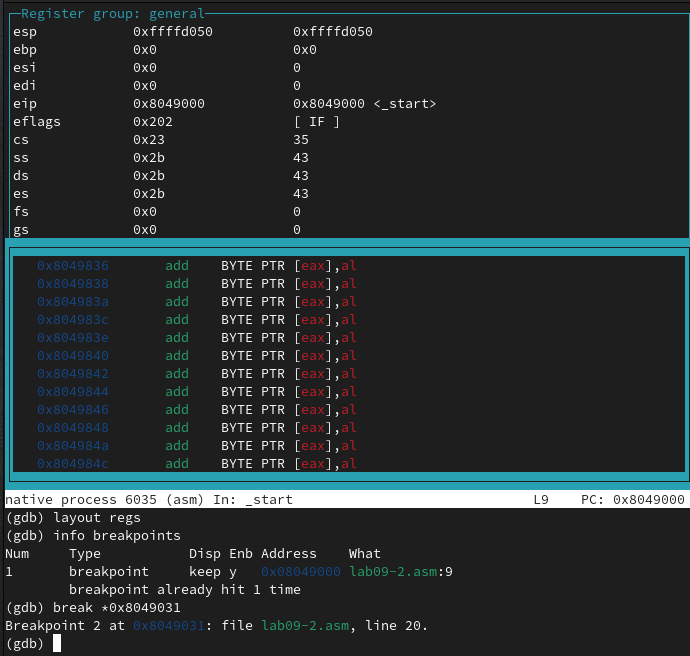 Register group: general
esp 0xffffd050 0xffffd050
ebp 0x0 0x0
esi 0x0 0
edi 0x0 0
eip 0x8049000 0x8049000 <_start>
eflags 0x202 [ IF ]
cs 0x23 35
ss 0x2b 43
ds 0x2b 43
es 0x2b 43
fs 0x0 0
gs 0x0 0
0x8049836 add BYTE PTR [eax],al
0x8049838 add BYTE PTR [eax],al
0x804983a add BYTE PTR [eax],al
0x804983c add BYTE PTR [eax],al
0x804983e add BYTE PTR [eax],al
0x8049840 add BYTE PTR [eax],al
0x8049842 add BYTE PTR [eax],al
0x8049844 add BYTE PTR [eax],al
0x8049846 add BYTE PTR [eax],al
0x8049848 add BYTE PTR [eax],al
0x804984a add BYTE PTR [eax],al
0x804984c add BYTE PTR [eax],al
native process 6035 (asm) In: _start L9 PC: 0x8049000
(gdb) layout regs
(gdb) info breakpoints
Num Type Disp Enb Address What
1 breakpoint keep y 0x08049000 lab09-2.asm:9
breakpoint already hit 1 time
(gdb) break *0x8049031
Breakpoint 2 at 0x8049031: file lab09-2.asm, line 20.
(gdb)